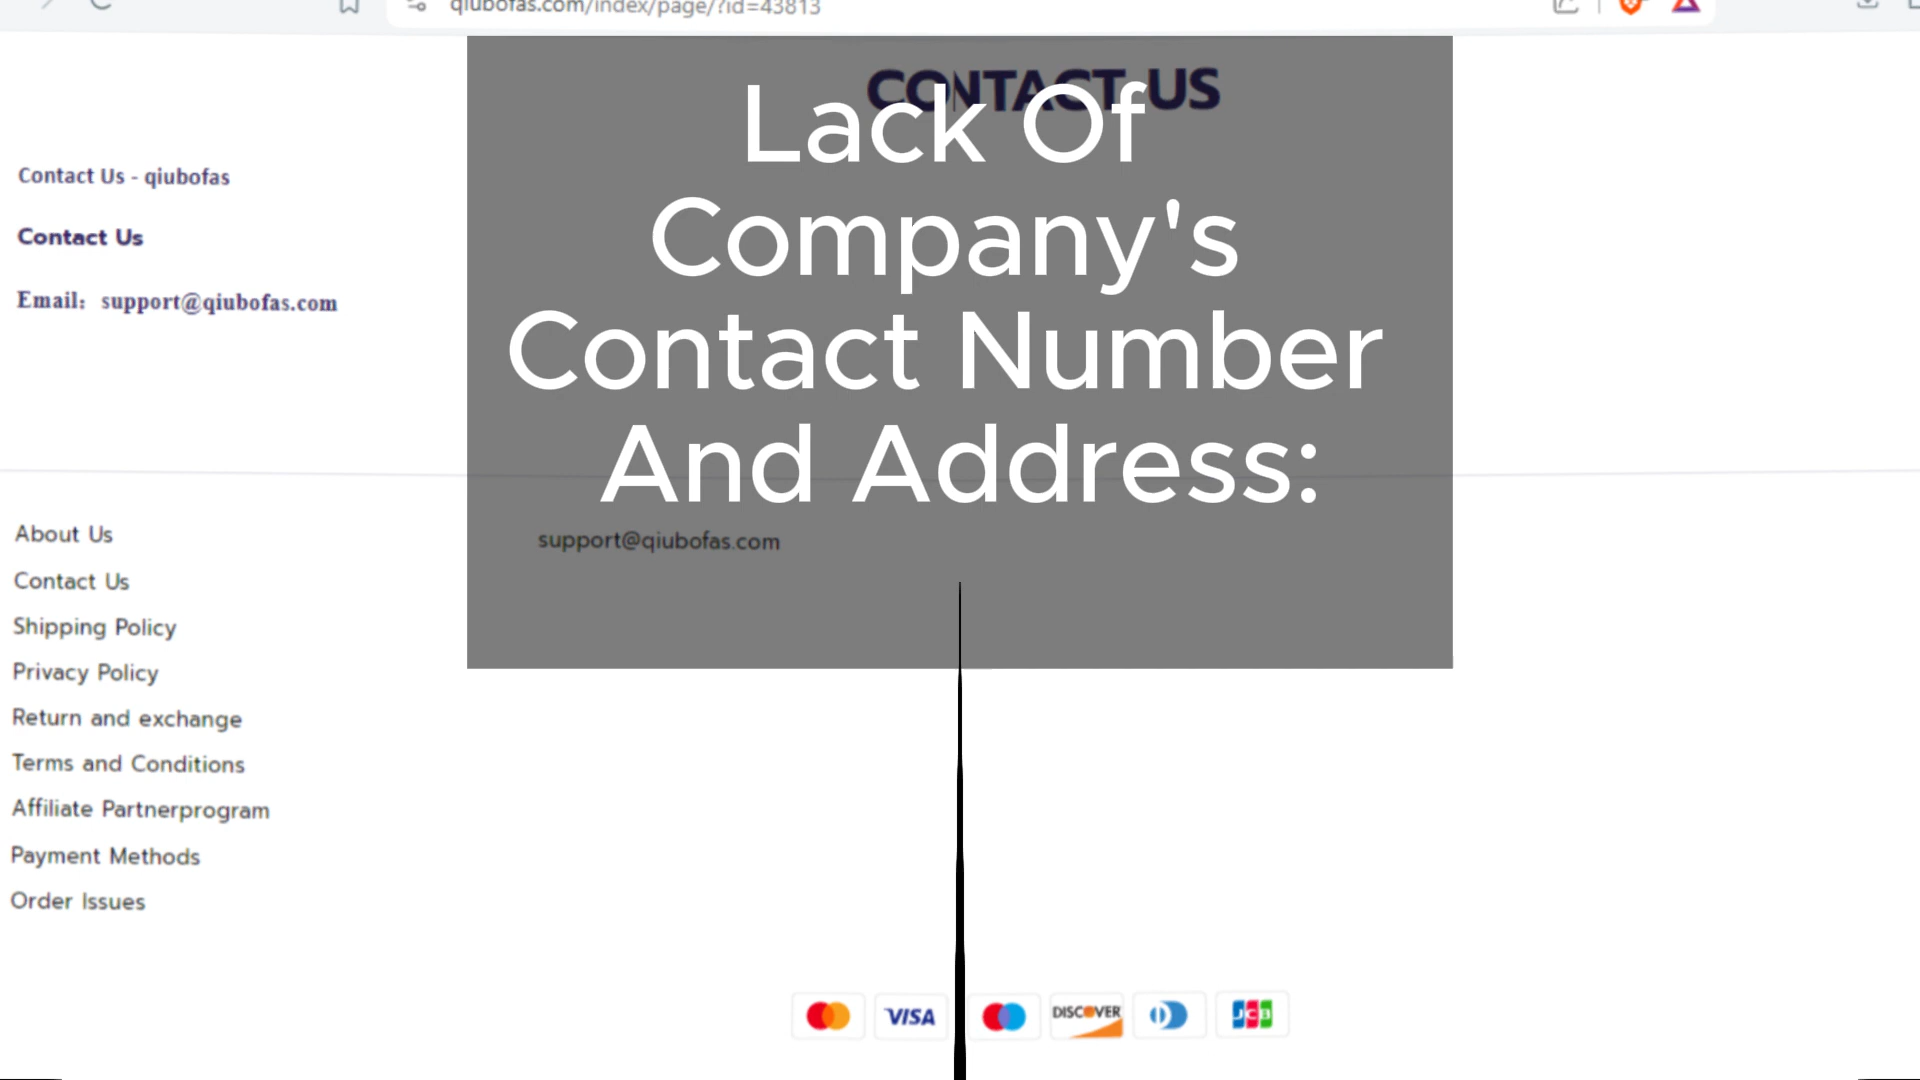 qiubofas.com/index/page/?id=43813
CONTACT US
Lack Of
Company's
Contact Number
And Address:
Contact Us - qiubofas
Contact Us
Email: support@qiubofas.com
About Us
Contact Us
Shipping Policy
Privacy Policy
Return and exchange
Terms and Conditions
Affiliate Partnerprogram
Payment Methods
Order Issues
support@qiubofas.com
VISA
DISCOVER
JCB